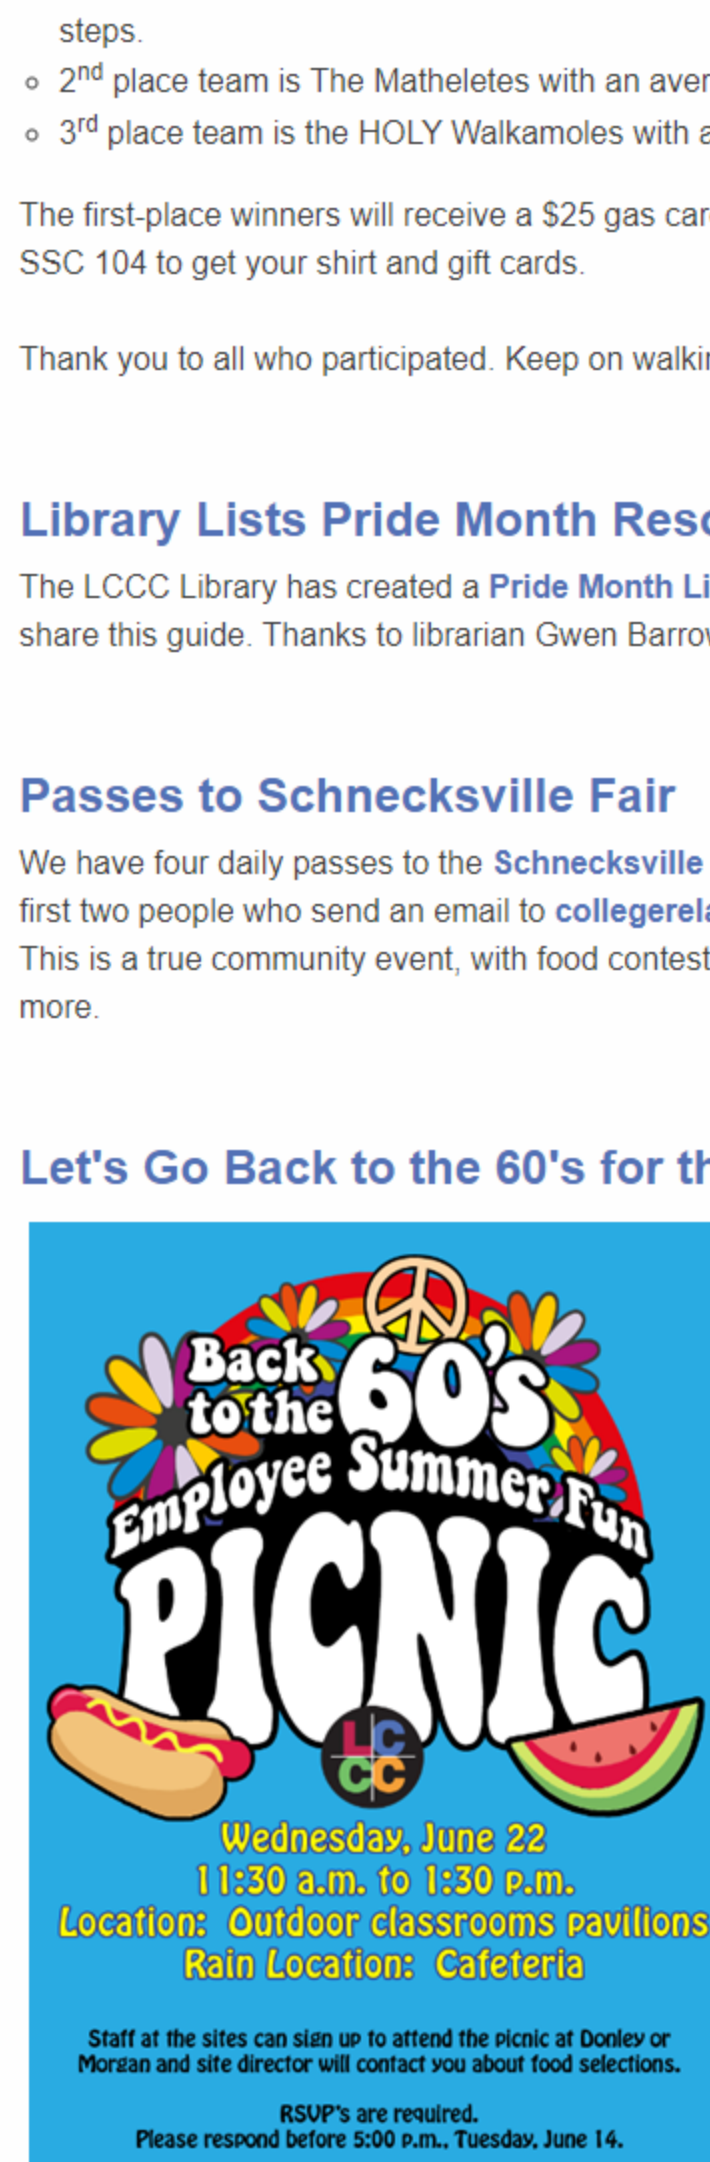 steps.
2nd place team is The Matheletes with an aver
3rd place team is the HOLY Walkamoles with a
The first-place winners will receive a $25 gas car
SSC 104 to get your shirt and gift cards.
Thank you to all who participated. Keep on walkin
Library Lists Pride Month Reso
The LCCC Library has created a Pride Month Li
share this guide. Thanks to librarian Gwen Barrow
Passes to Schnecksville Fair
We have four daily passes to the Schnecksville
first two people who send an email to collegerela
This is a true community event, with food contest
more.
Let's Go Back to the 60's for th
Back
to the 60's
Employee Summer Fun
PICNIC
LC
CC
Wednesday, June 22
11:30 a.m. to 1:30 p.m.
Location: Outdoor classrooms pavilions
Rain Location: Cafeteria
Staff at the sites can sign up to attend the picnic at Donley or
Morgan and site director will contact you about food selections.
RSVP's are required.
Please respond before 5:00 p.m., Tuesday, June 14.